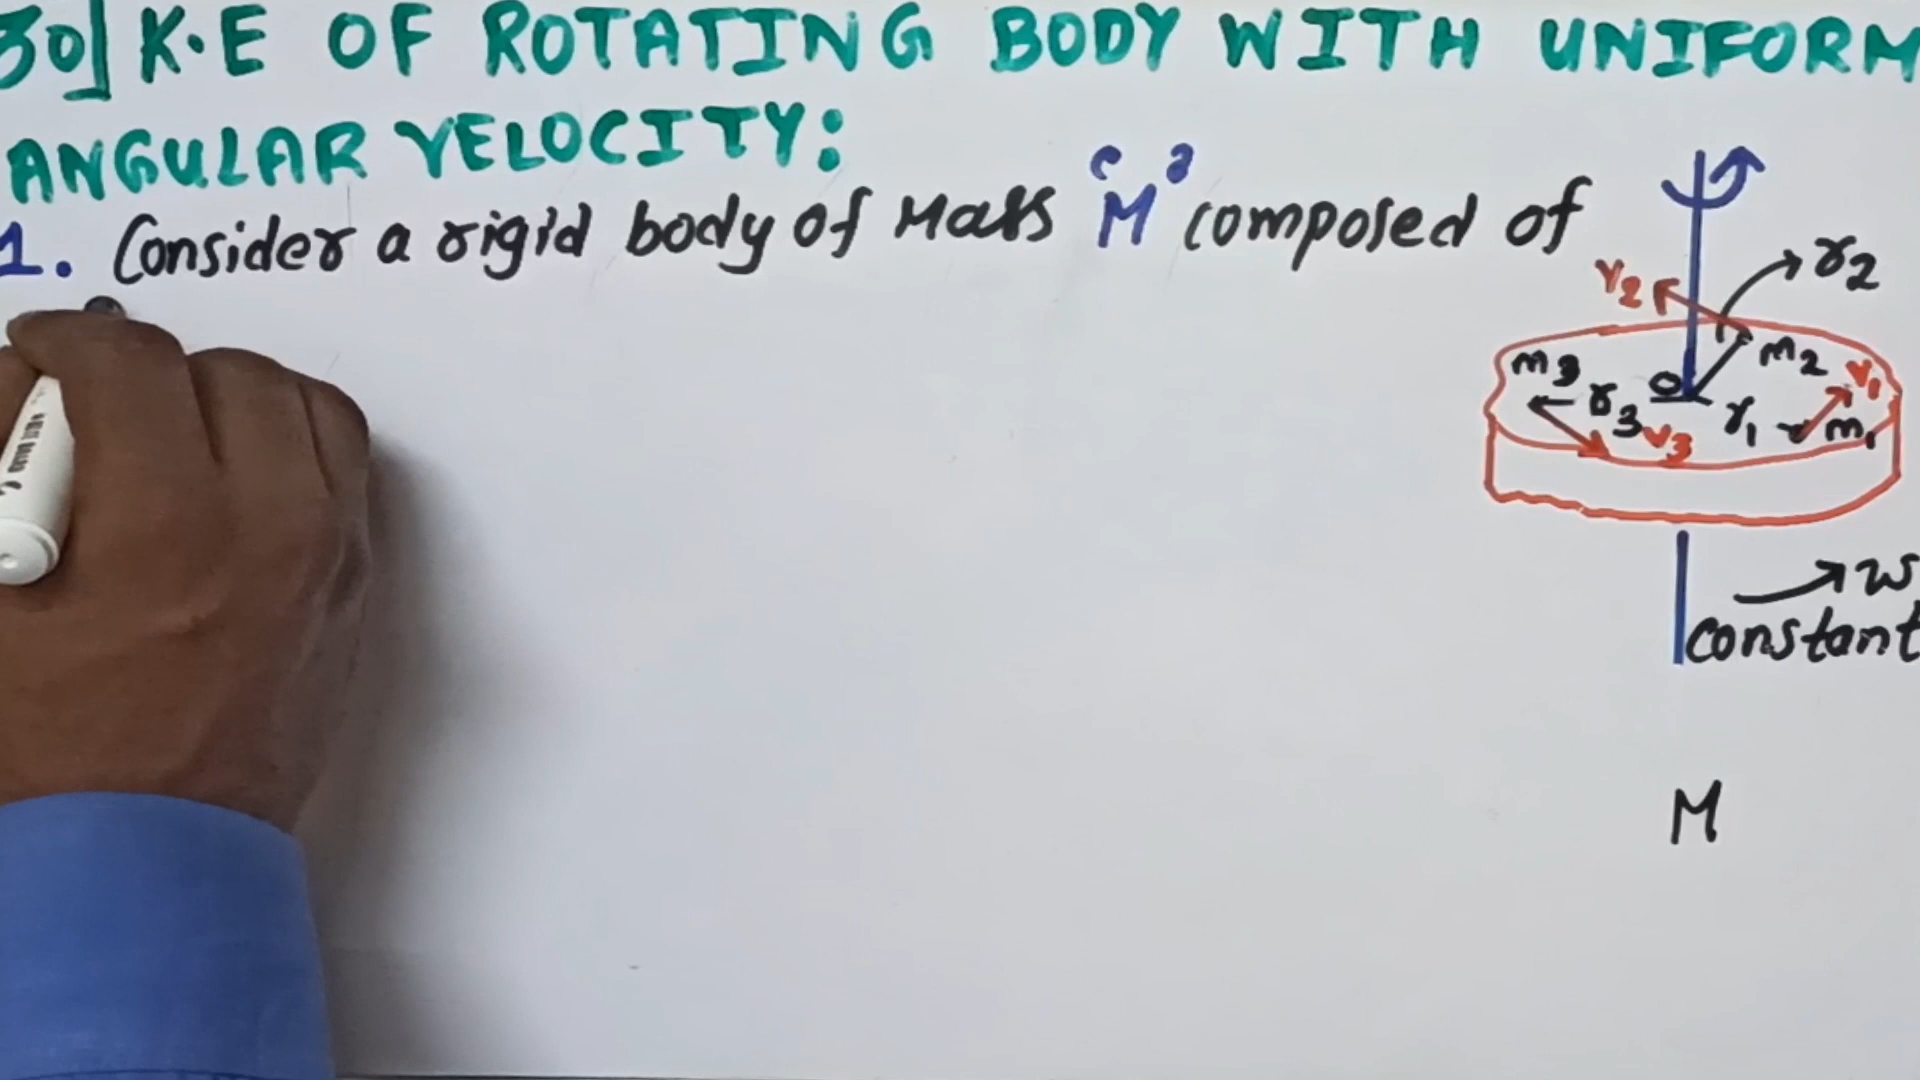 30] K.E OF ROTATING BODY WITH UNIFORM
ANGULAR VELOCITY:
1. Consider a rigid body of Mass 'M' composed of
r2
v2
m3
m2
v1
O
r3
r1
m1
v3
w
constant
M